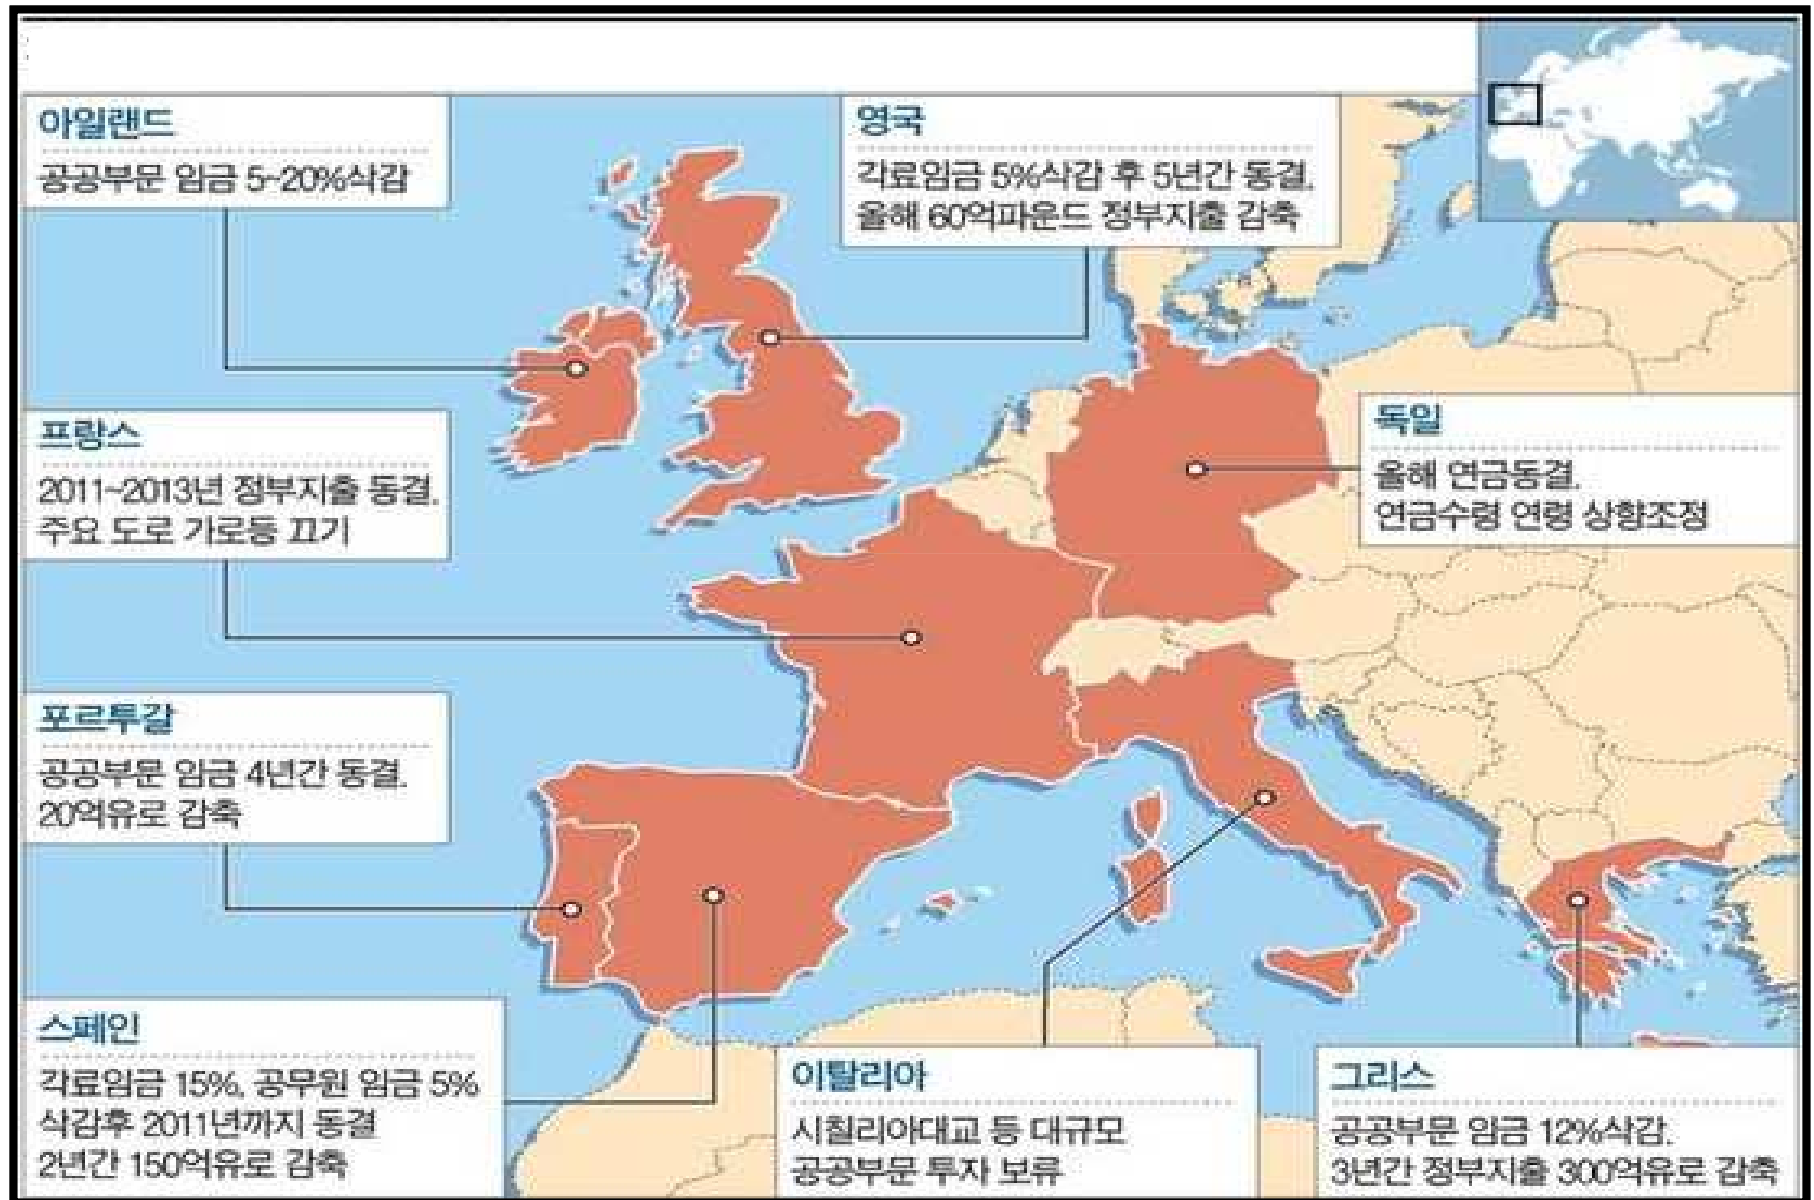 아일랜드
공공부문 임금 5~20%삭감
영국
각료임금 5%삭감 후 5년간 동결,
올해 60억파운드 정부지출 감축
프랑스
2011~2013년 정부지출 동결,
주요 도로 가로등 끄기
독일
올해 연금동결,
연금수령 연령 상향조정
포르투갈
공공부문 임금 4년간 동결,
20억유로 감축
스페인
각료임금 15%, 공무원 임금 5%
삭감후 2011년까지 동결
2년간 150억유로 감축
이탈리아
시칠리아대교 등 대규모
공공부문 투자 보류
그리스
공공부문 임금 12%삭감,
3년간 정부지출 300억유로 감축